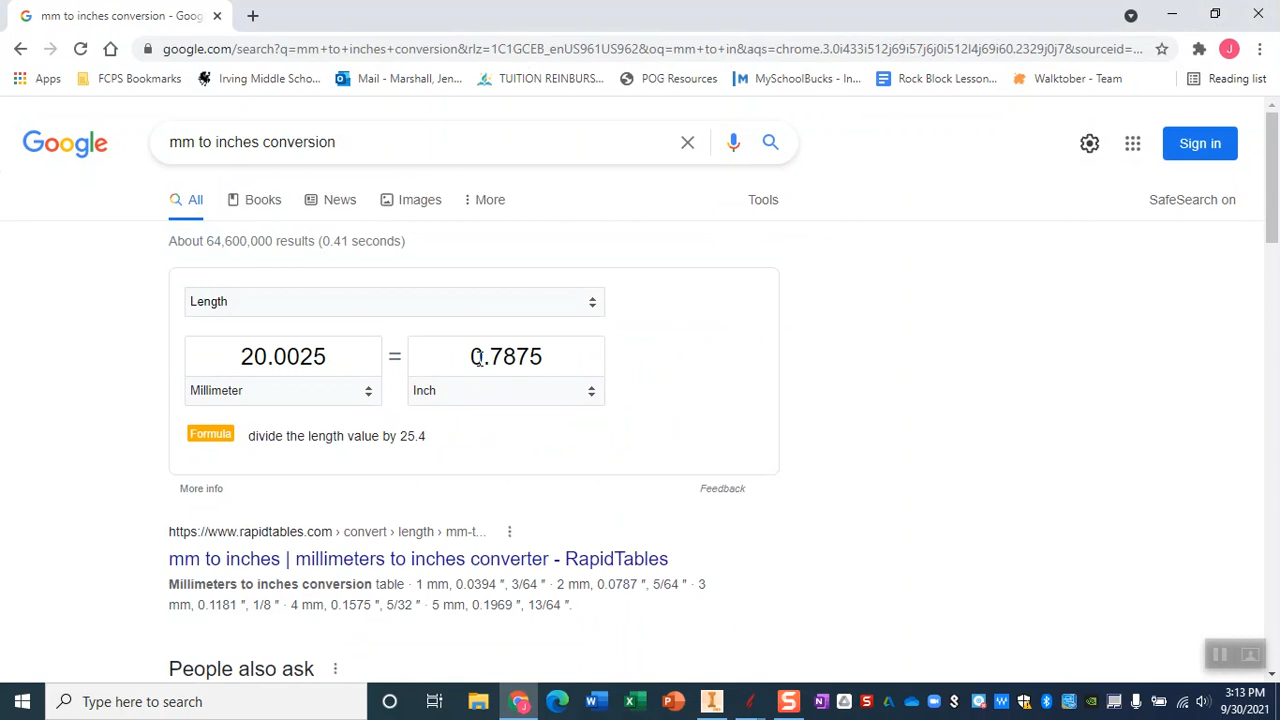 mm to inches conversion - Goog
google.com/search?q=mm+to+inches+conversion&rlz=1C1GCEB_enUS961US962&oq=mm+to+in&aqs=chrome.3.0i433i512j69i57j6j0i512l4j69i60.2329j0j7&sourceid=...
Apps FCPS Bookmarks Irving Middle Scho... Mail - Marshall, Jen... TUITION REINBURS... POG Resources MySchoolBucks - In... Rock Block Lesson... Walktober - Team Reading list
Google mm to inches conversion Sign in
All Books News Images More Tools SafeSearch on
About 64,600,000 results (0.41 seconds)
Length
20.0025 = 0.7875
Millimeter Inch
Formula divide the length value by 25.4
More info Feedback
https://www.rapidtables.com › convert › length › mm-t...
mm to inches | millimeters to inches converter - RapidTables
Millimeters to inches conversion table · 1 mm, 0.0394 ″, 3/64 ″ · 2 mm, 0.0787 ″, 5/64 ″ · 3
mm, 0.1181 ″, 1/8 ″ · 4 mm, 0.1575 ″, 5/32 ″ · 5 mm, 0.1969 ″, 13/64 ″.
People also ask
Type here to search
3:13 PM
9/30/2021